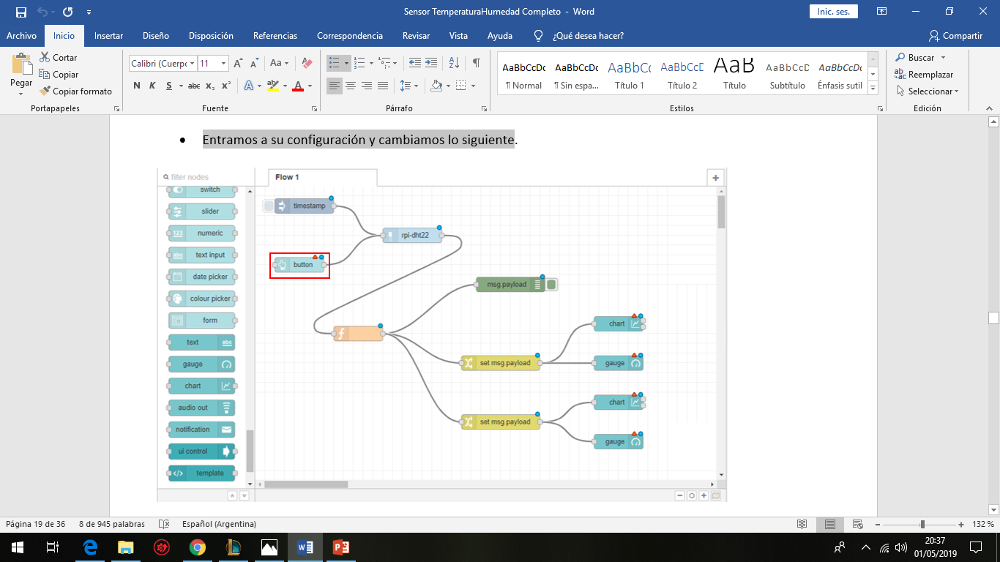 Sensor TemperaturaHumedad Completo - Word
Inic. ses.
Archivo Inicio Insertar Diseño Disposición Referencias Correspondencia Revisar Vista Ayuda ¿Qué desea hacer? Compartir
Pegar
Cortar
Copiar
Copiar formato
Portapapeles
Calibri (Cuerpo 11
N K S abc x₂ x²
Fuente
Párrafo
AaBbCcDc AaBbCcDc AaBbCc AaBbCcD AaB AaBbCcD AaBbCcDc
¶ Normal ¶ Sin espa... Título 1 Título 2 Título Subtítulo Énfasis sutil
Estilos
Buscar
Reemplazar
Seleccionar
Edición
• Entramos a su configuración y cambiamos lo siguiente.
filter nodes
switch
slider
numeric
text input
date picker
colour picker
form
text
gauge
chart
audio out
notification
ui control
template
Flow 1
timestamp
rpi-dht22
button
msg.payload
chart
set msg.payload
gauge
chart
set msg.payload
gauge
Página 19 de 36 8 de 945 palabras Español (Argentina) 132 %
20:37
01/05/2019